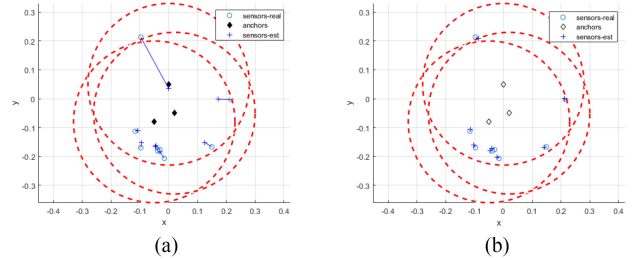 0.3
0.2
0.1
0
-0.1
-0.2
-0.3
y
-0.4 -0.3 -0.2 -0.1 0 0.1 0.2 0.3 0.4
x
sensors-real
anchors
sensors-est
(a)
0.3
0.2
0.1
0
-0.1
-0.2
-0.3
y
-0.4 -0.3 -0.2 -0.1 0 0.1 0.2 0.3 0.4
x
sensors-real
anchors
sensors-est
(b)